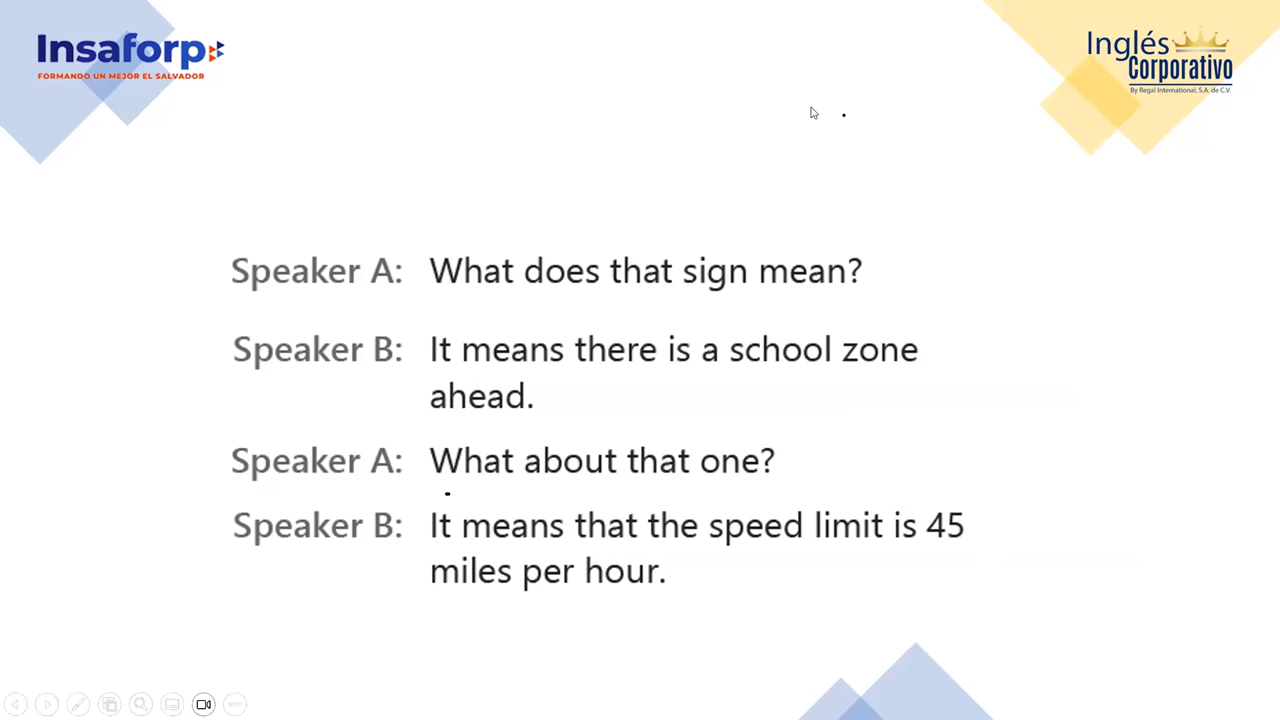 Insaforp
FORMANDO UN MEJOR EL SALVADOR
Inglés
Corporativo
By Regal International, S.A. de C.V.
Speaker A: What does that sign mean?
Speaker B: It means there is a school zone
ahead.
Speaker A: What about that one?
Speaker B: It means that the speed limit is 45
miles per hour.